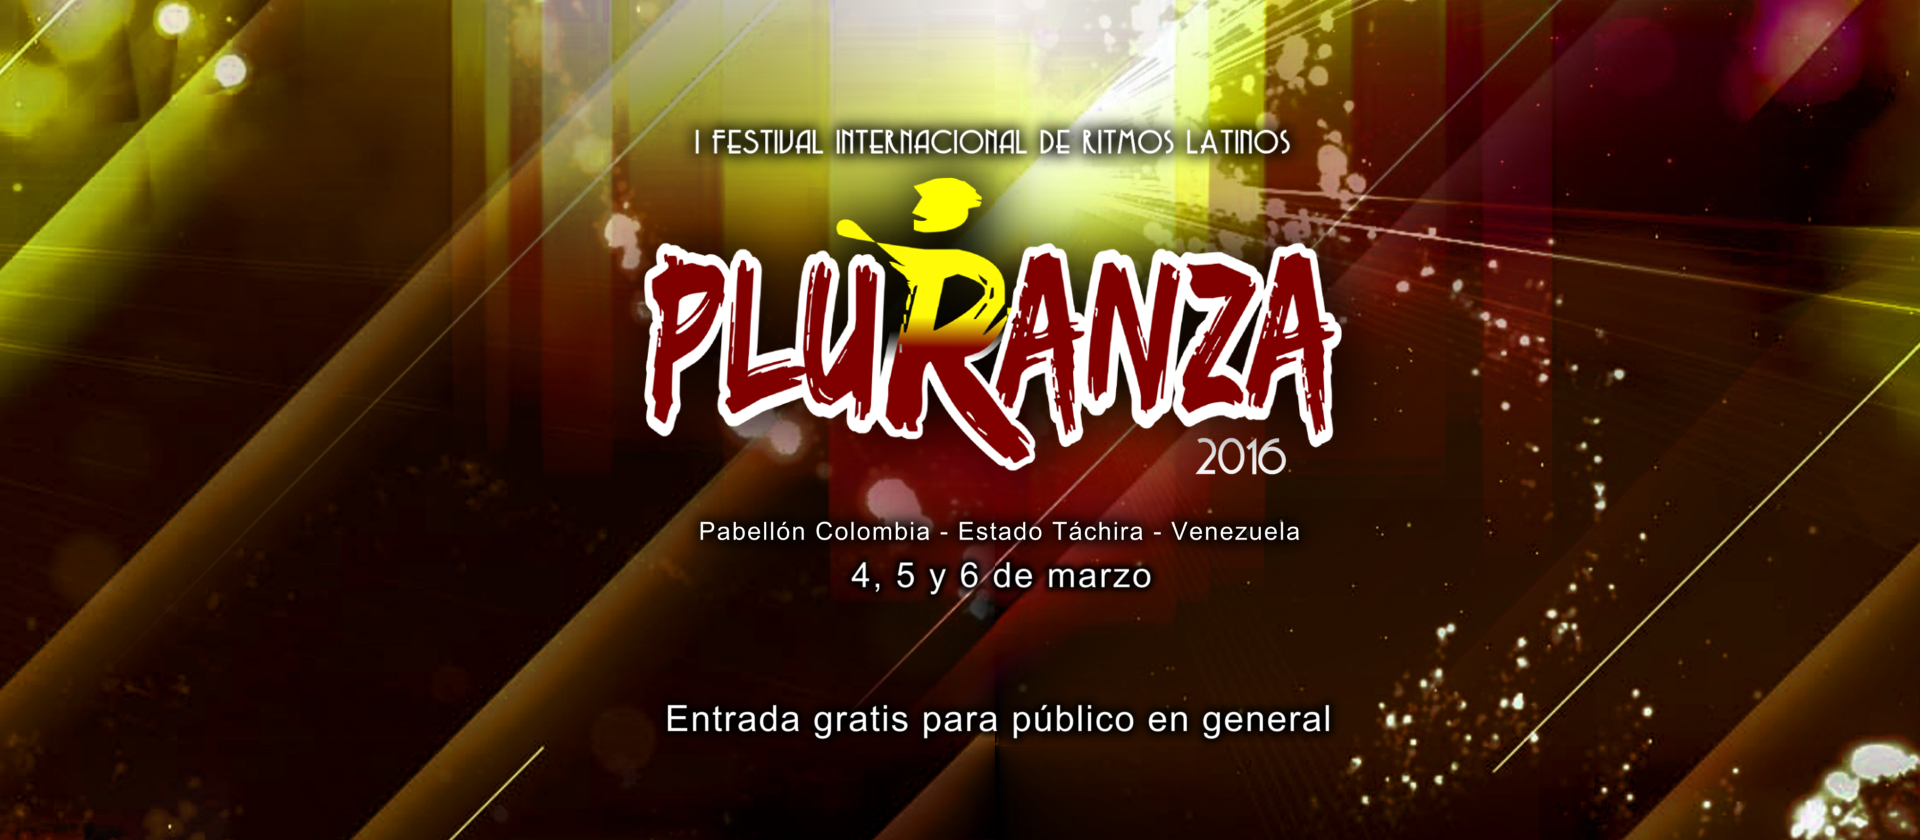 I FESTIVAL INTERNACIONAL DE RITMOS LATINOS
PLURANZA
2016
Pabellón Colombia - Estado Táchira - Venezuela
4, 5 y 6 de marzo
Entrada gratis para público en general